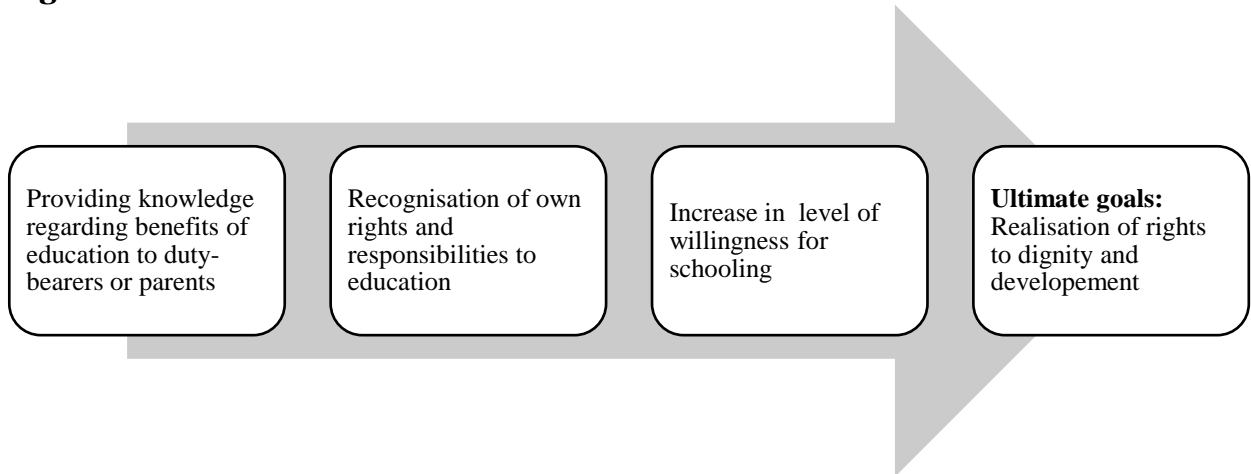 Providing knowledge
regarding benefits of
education to duty-
bearers or parents
Recognisation of own
rights and
responsibilities to
education
Increase in level of
willingness for
schooling
Ultimate goals:
Realisation of rights
to dignity and
developement